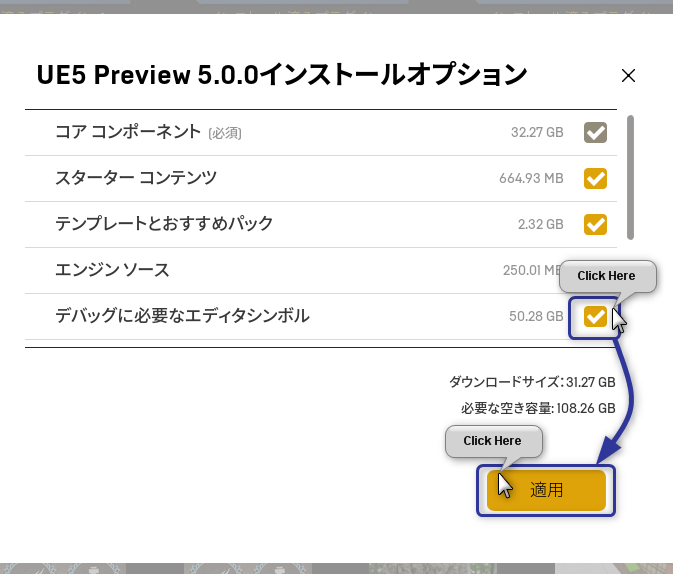 UE5 Preview 5.0.0インストールオプション
コア コンポーネント (必須) 32.27 GB
スターター コンテンツ 664.93 MB
テンプレートとおすすめパック 2.32 GB
エンジン ソース 250.01 MB
Click Here
デバッグに必要なエディタシンボル 50.28 GB
ダウンロードサイズ:31.27 GB
必要な空き容量: 108.26 GB
Click Here
適用